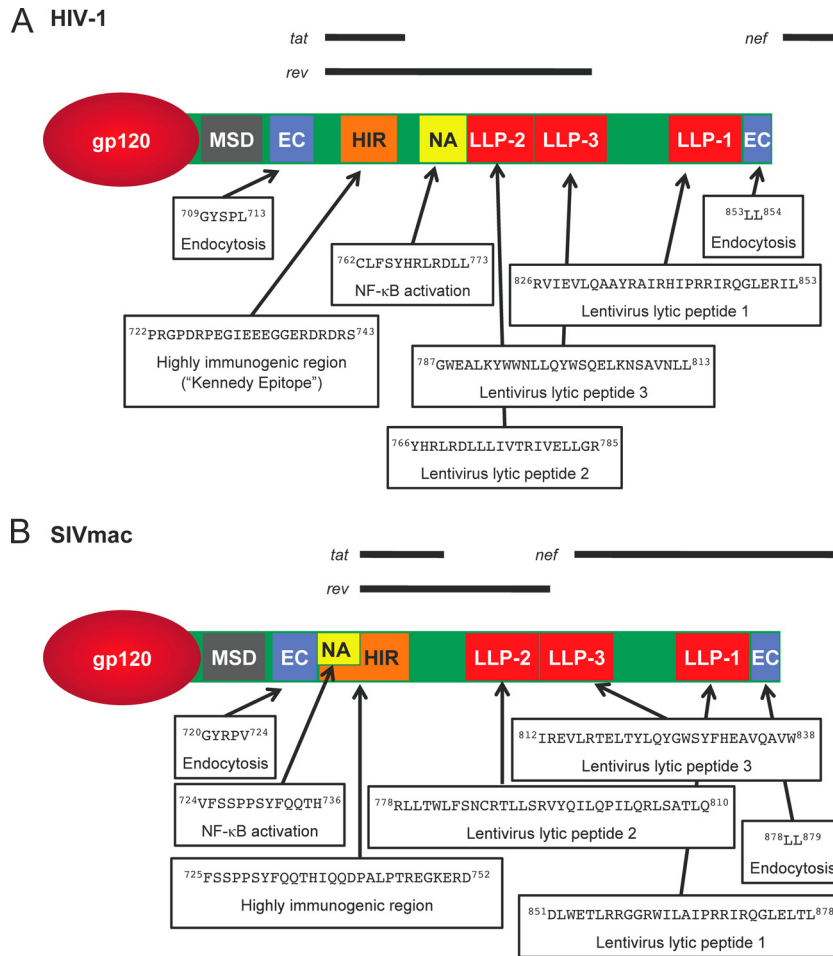 A HIV-1
tat
nef
rev
gp120 MSD EC HIR NA LLP-2 LLP-3 LLP-1 EC
709GYSPL713
Endocytosis
853LL854
Endocytosis
762CLFSYHRLRDLL773
NF-κB activation
826RVIEVLQAAYRAIRHIPRRIRQGLERIL853
Lentivirus lytic peptide 1
722PRGPDRPEGIEEEGGERDRDRS743
Highly immunogenic region
("Kennedy Epitope")
787GWEALKYWWNLLQYWSQELKNSAVNLL813
Lentivirus lytic peptide 3
766YHRLRDLLLIVTRIVELLGR785
Lentivirus lytic peptide 2
B SIVmac
tat
nef
rev
gp120 MSD EC NA HIR LLP-2 LLP-3 LLP-1 EC
720GYRPV724
Endocytosis
812IREVLRTELTYLQYGWSYFHEAVQAVW838
Lentivirus lytic peptide 3
724VFSSPPSYFQQTH736
NF-κB activation
778RLLTWLFSNCRTLLSRVYQILQPILQRLSATLQ810
Lentivirus lytic peptide 2
878LL879
Endocytosis
725FSSPPSYFQQTHIQQDPALPTREGKERD752
Highly immunogenic region
851DLWETLRRGGRWILAIPRRIRQGLELTL878
Lentivirus lytic peptide 1